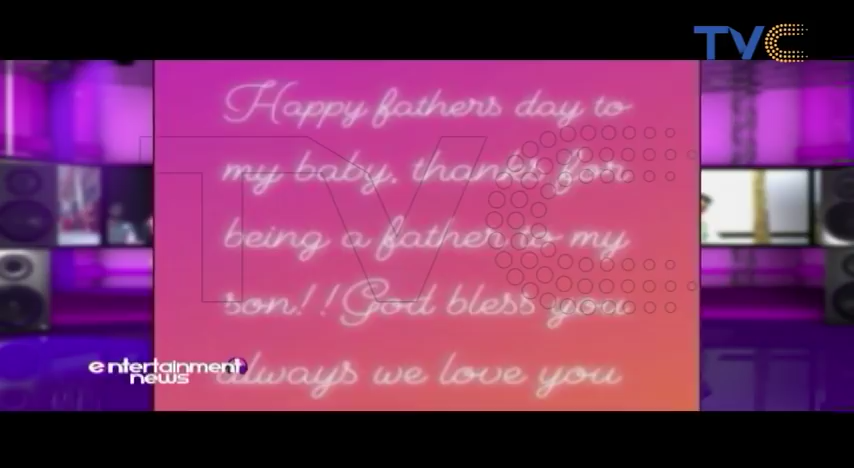 TVC
Happy fathers day to
my baby. thanks for
being a father to my
son!! God bless you
always we love you
TVC
entertainment
news